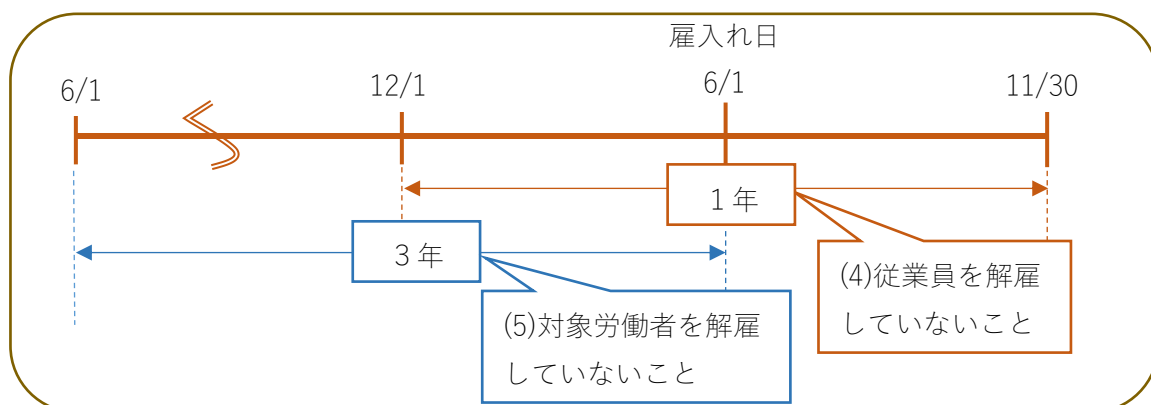 雇入れ日
6/1
12/1
6/1
11/30
1 年
3 年
(4)従業員を解雇
していないこと
(5)対象労働者を解雇
していないこと